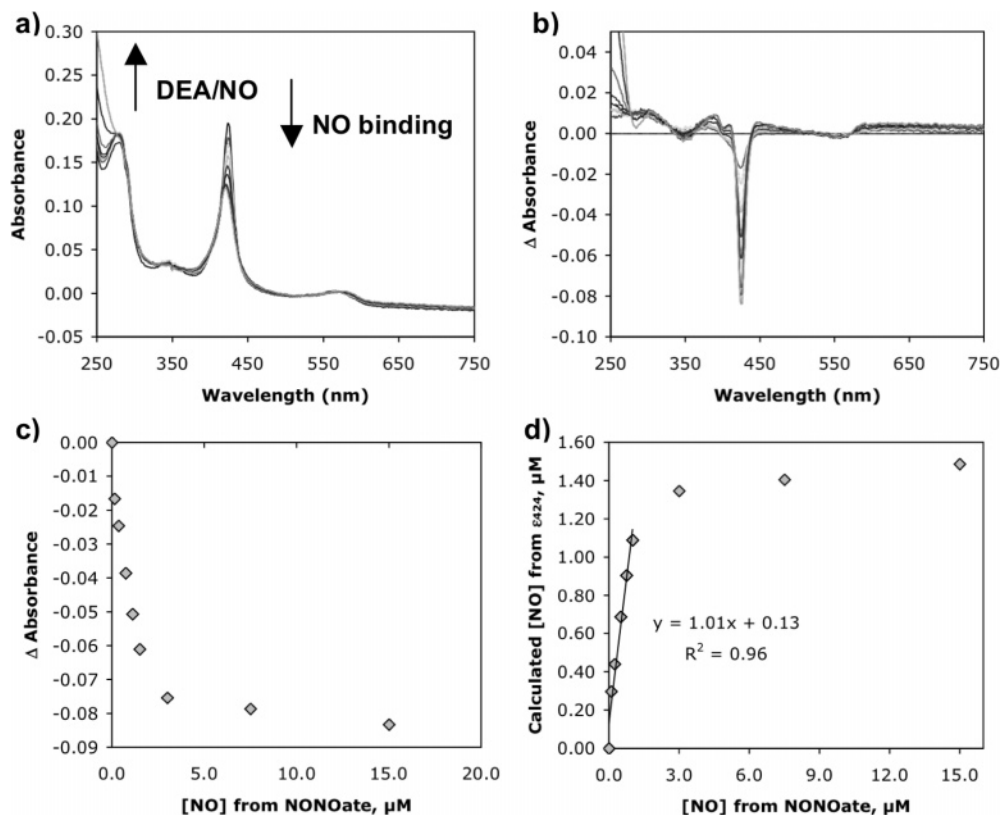 a)
0.30
0.25
0.20
0.15
0.10
0.05
0.00
-0.05
Absorbance
DEA/NO
NO binding
250 350 450 550 650 750
Wavelength (nm)
b)
0.04
0.02
0.00
-0.02
-0.04
-0.06
-0.08
-0.10
Δ Absorbance
250 350 450 550 650 750
Wavelength (nm)
c)
0.00
-0.01
-0.02
-0.03
-0.04
-0.05
-0.06
-0.07
-0.08
-0.09
Δ Absorbance
0.0 5.0 10.0 15.0 20.0
[NO] from NONOate, µM
d)
1.60
1.40
1.20
1.00
0.80
0.60
0.40
0.20
0.00
Calculated [NO] from ε424, µM
y = 1.01x + 0.13
R² = 0.96
0.0 3.0 6.0 9.0 12.0 15.0
[NO] from NONOate, µM